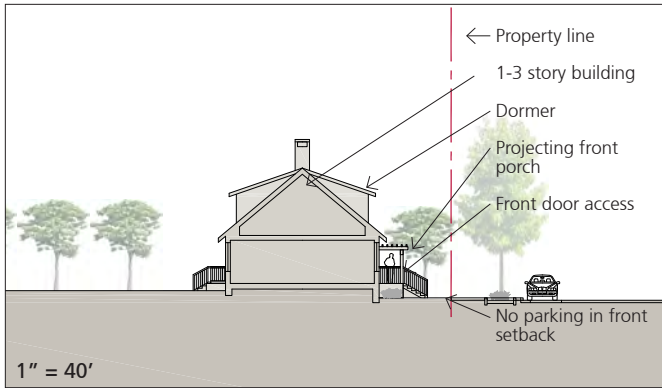 Property line
1-3 story building
Dormer
Projecting front
porch
Front door access
No parking in front
setback
1” = 40’